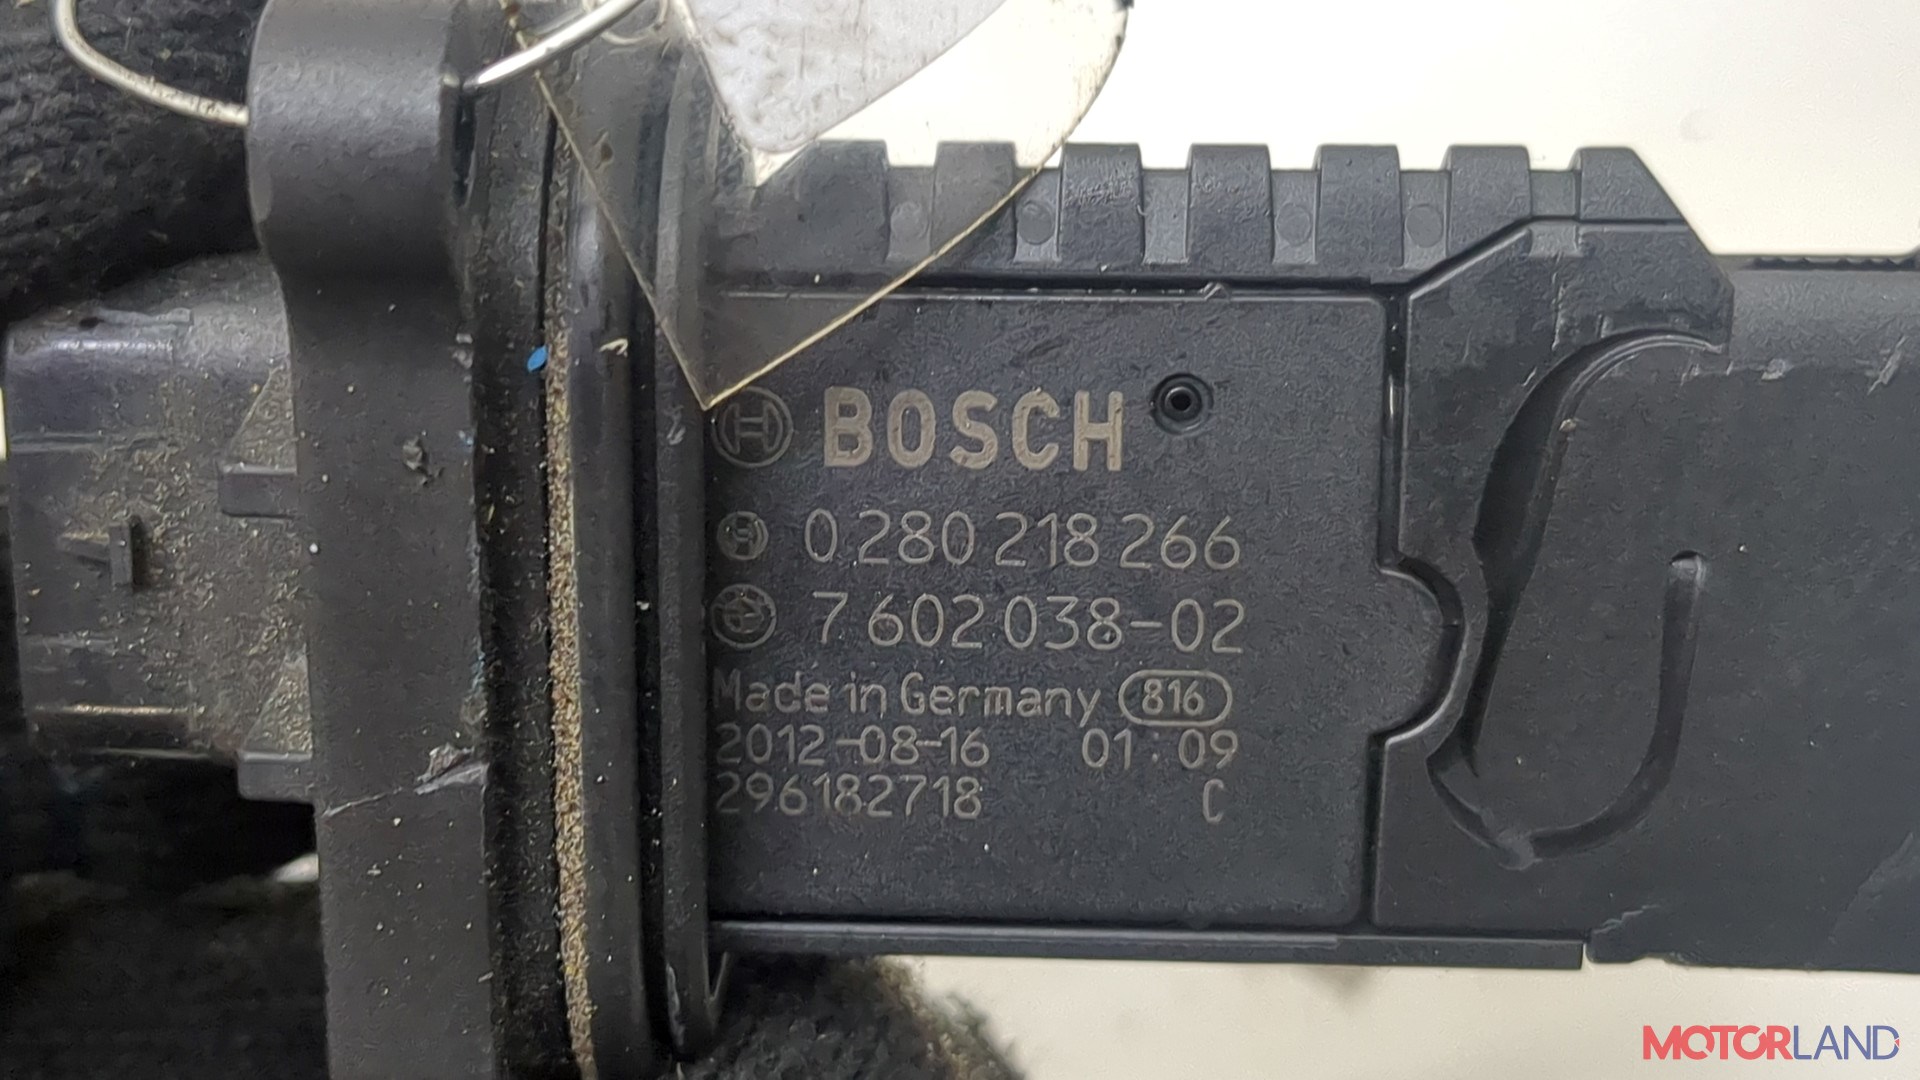 BOSCH
0 280 218 266
7 602 038-02
Made in Germany 816
2012-08-16 01:09
296182718 C
MOTORLAND